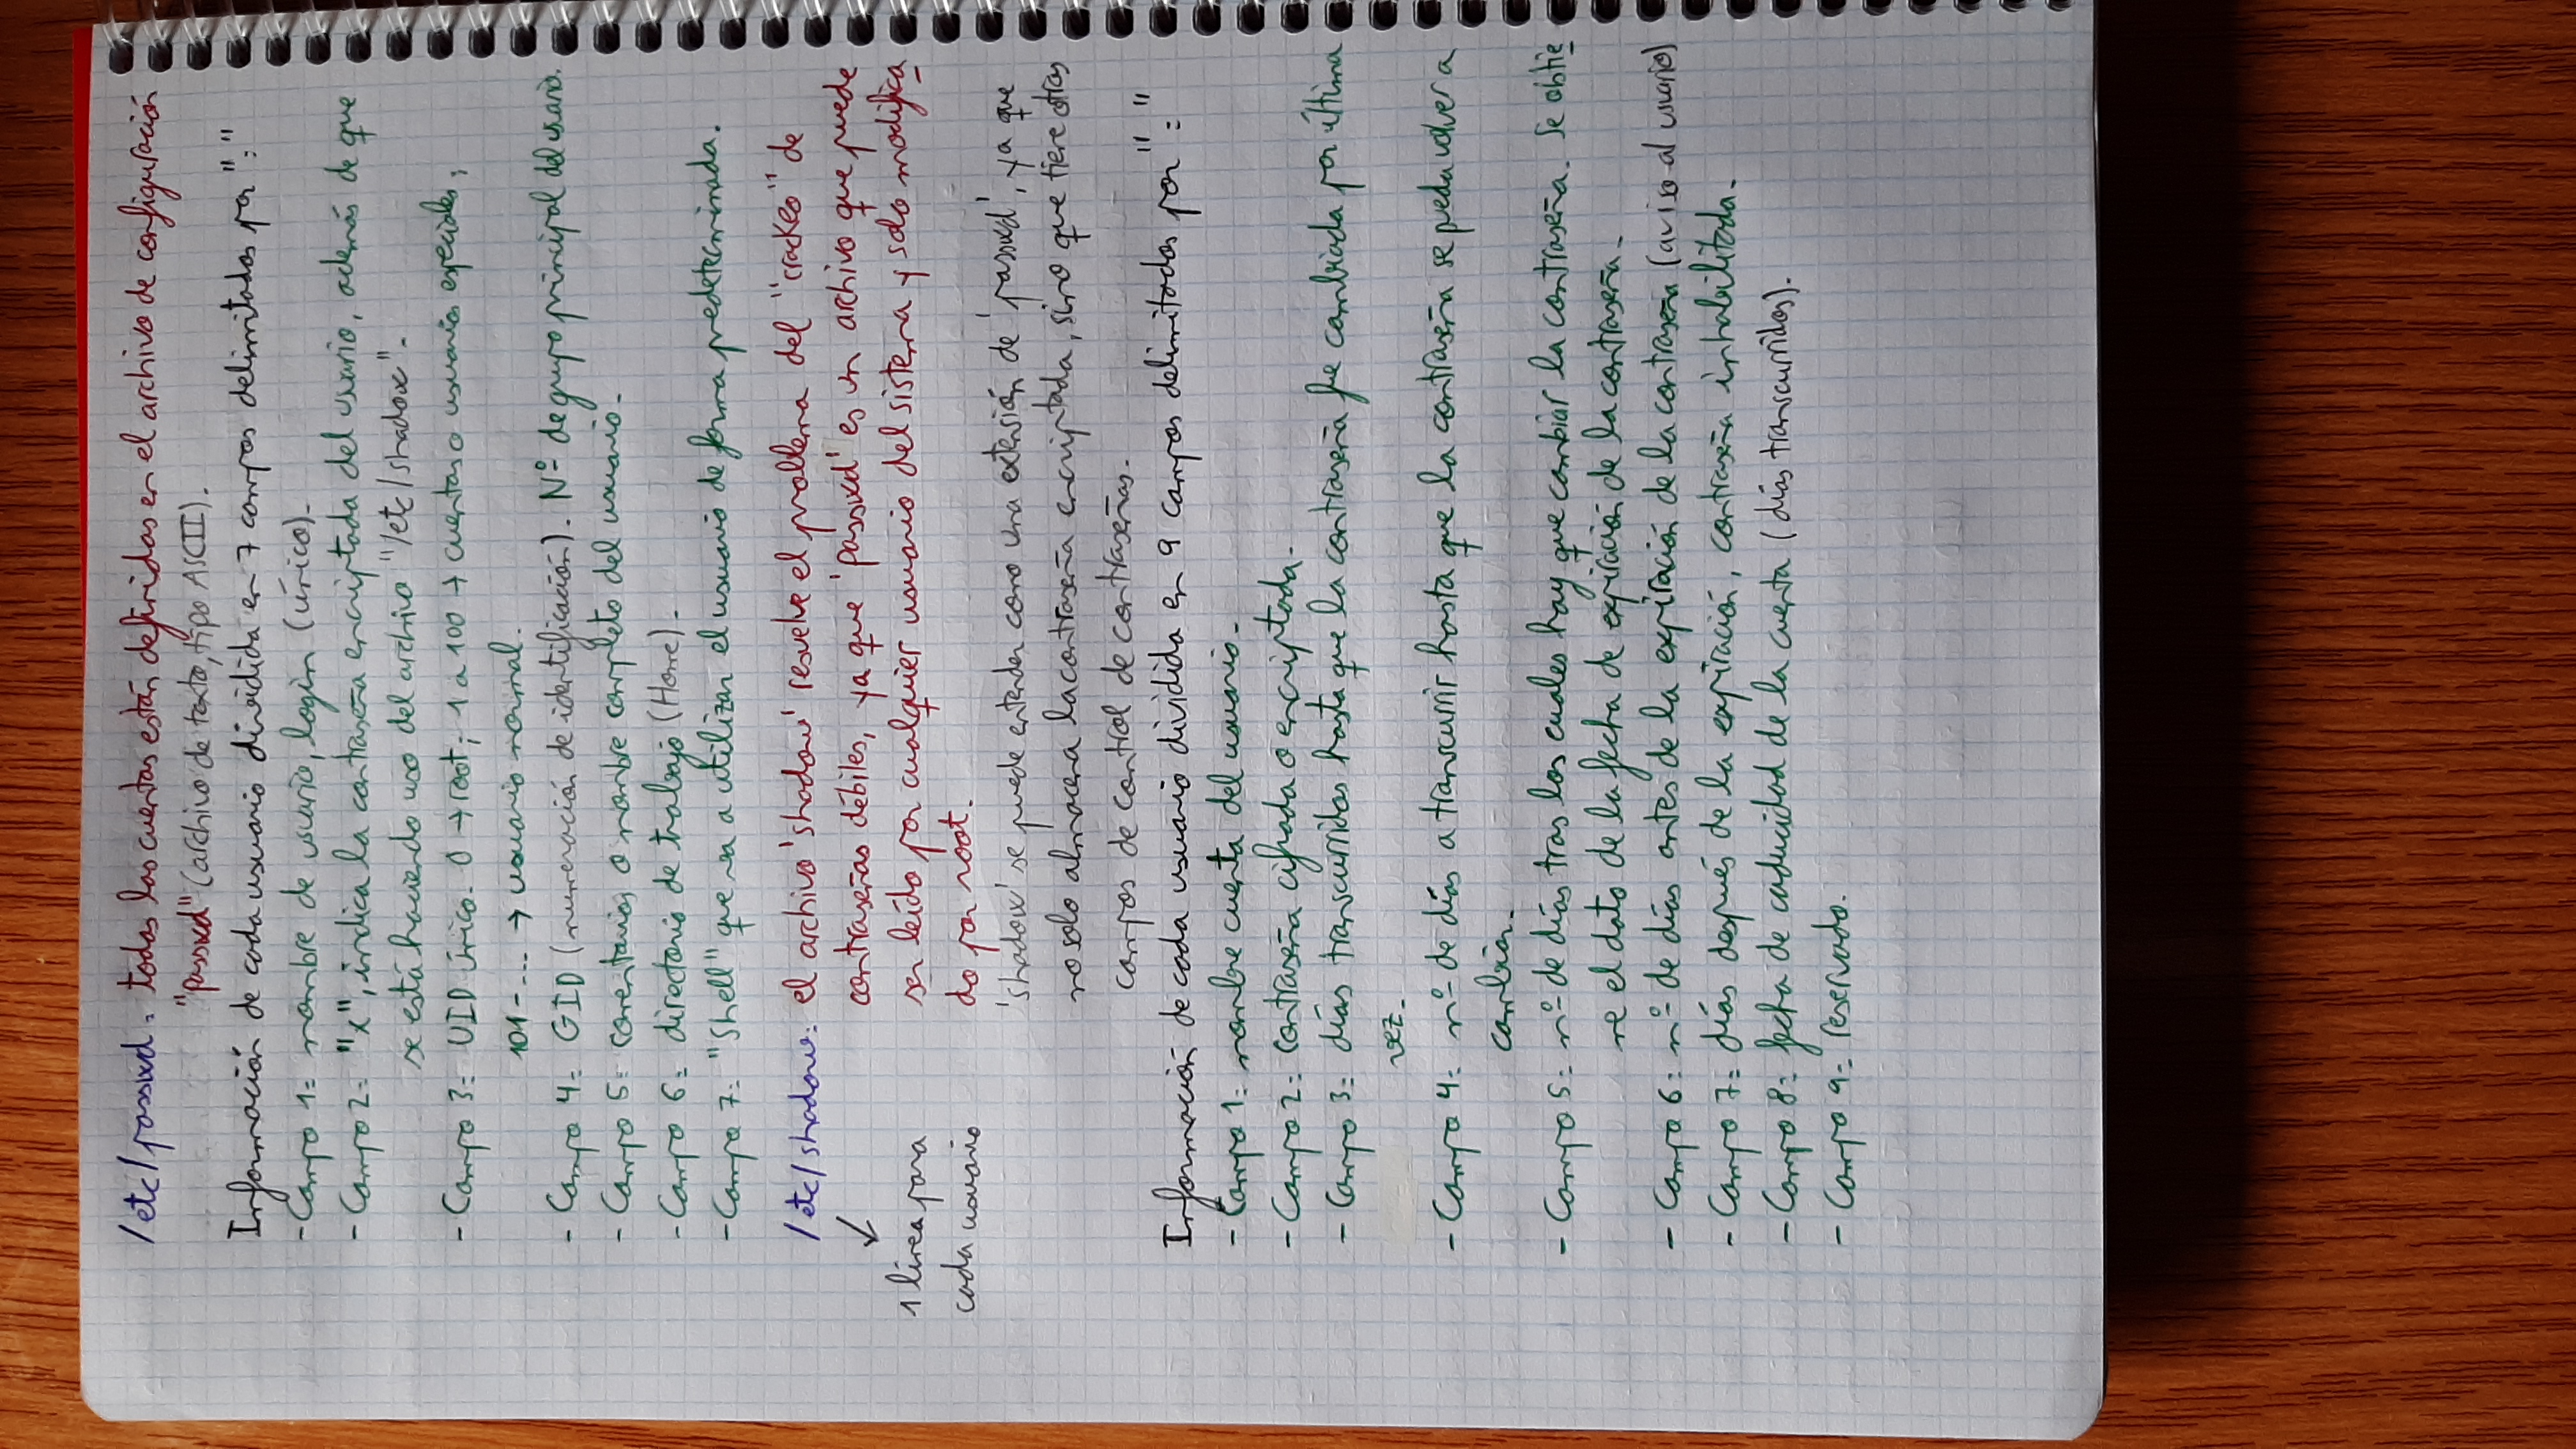 /etc/passwd: todas las cuentas están definidas en el archivo de configuración
"passwd" (archivo de texto, tipo ASCII).
Información de cada usuario dividida en 7 campos delimitados por ":"
- Campo 1: nombre de usuario, login (único).
- Campo 2: "x", indica la contraseña encriptada del usuario, además de que
se está haciendo uso del archivo "/etc/shadow".
- Campo 3: UID único. 0 → root; 1 a 100 → cuentas o usuarios especiales;
101 - ... → usuario normal.
- Campo 4: GID (numeración de identificación). Nº de grupo principal del usuario.
- Campo 5: comentarios o nombre completo del usuario.
- Campo 6: directorio de trabajo (Home).
- Campo 7: "Shell" que va a utilizar el usuario de forma predeterminada.
/etc/shadow: el archivo 'shadow' resuelve el problema del "crackeo" de
contraseñas débiles, ya que 'passwd' es un archivo que puede
↓
1 línea para
cada usuario
ser leído por cualquier usuario del sistema y solo modifica
do por root.
'shadow' se puede entender como una extensión de 'passwd', ya que
no solo almacena la contraseña encriptada, sino que tiene otros
campos de control de contraseñas.
Información de cada usuario dividida en 9 campos delimitados por ":"
- Campo 1: nombre cuenta del usuario.
- Campo 2: contraseña cifrada o encriptada.
- Campo 3: días transcurridos hasta que la contraseña fue cambiada por última
vez.
- Campo 4: nº de días a transcurrir hasta que la contraseña se pueda volver a
cambiar.
- Campo 5: nº de días tras los cuales hay que cambiar la contraseña. Se obtie
ne el dato de la fecha de expiración de la contraseña.
- Campo 6: nº de días antes de la expiración de la contraseña (aviso al usuario)
- Campo 7: días después de la expiración, contraseña inhabilitada.
- Campo 8: fecha de caducidad de la cuenta (días transcurridos).
- Campo 9: reservado.